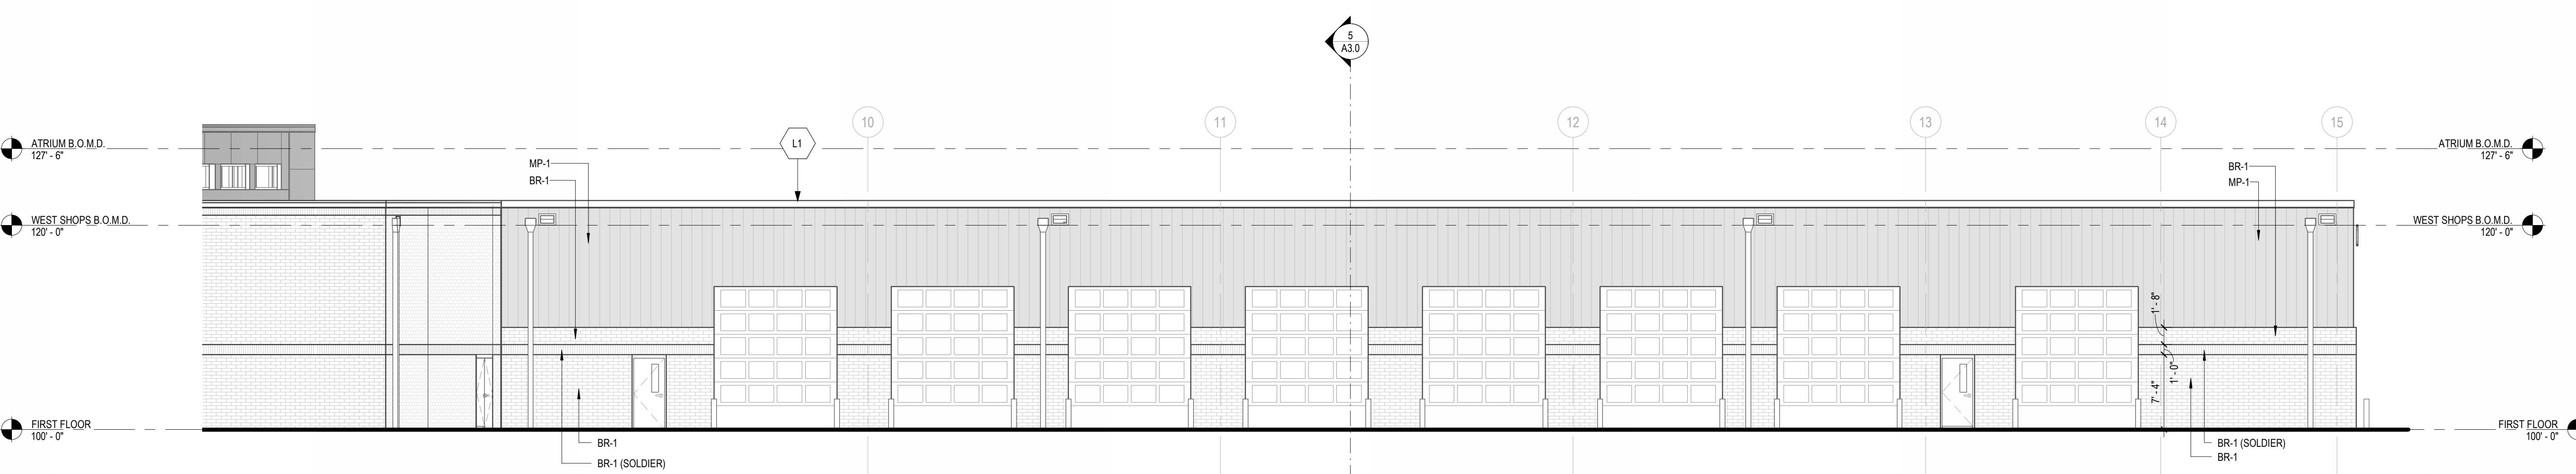 5
A3.0
10
11
12
13
14
15
ATRIUM B.O.M.D.
127' - 6"
L1
ATRIUM B.O.M.D.
127' - 6"
MP-1
BR-1
BR-1
MP-1
WEST SHOPS B.O.M.D.
120' - 0"
WEST SHOPS B.O.M.D.
120' - 0"
1' - 8"
1' - 0"
7' - 4"
FIRST FLOOR
100' - 0"
FIRST FLOOR
100' - 0"
BR-1
BR-1 (SOLDIER)
BR-1 (SOLDIER)
BR-1